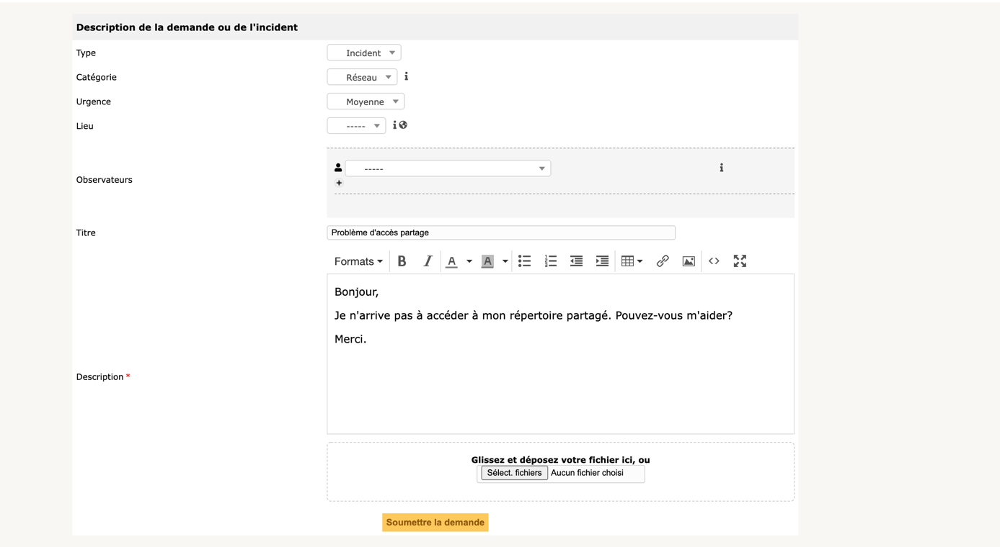 Description de la demande ou de l'incident
Type Incident
Catégorie Réseau
Urgence Moyenne
Lieu -----
Observateurs -----
Titre Problème d'accès partage
Formats B I A A
Bonjour,
Je n'arrive pas à accéder à mon répertoire partagé. Pouvez-vous m'aider?
Merci.
Description *
Glissez et déposez votre fichier ici, ou
Sélect. fichiers Aucun fichier choisi
Soumettre la demande